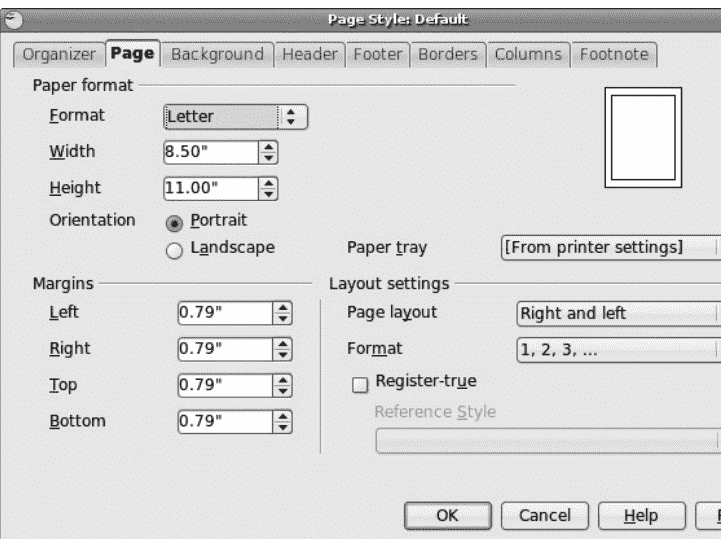 Page Style: Default
Organizer Page Background Header Footer Borders Columns Footnote
Paper format
Format Letter
Width 8.50"
Height 11.00"
Orientation Portrait
Landscape Paper tray [From printer settings]
Margins Layout settings
Left 0.79" Page layout Right and left
Right 0.79" Format 1, 2, 3, ...
Top 0.79" Register-true
Reference Style
Bottom 0.79"
OK Cancel Help